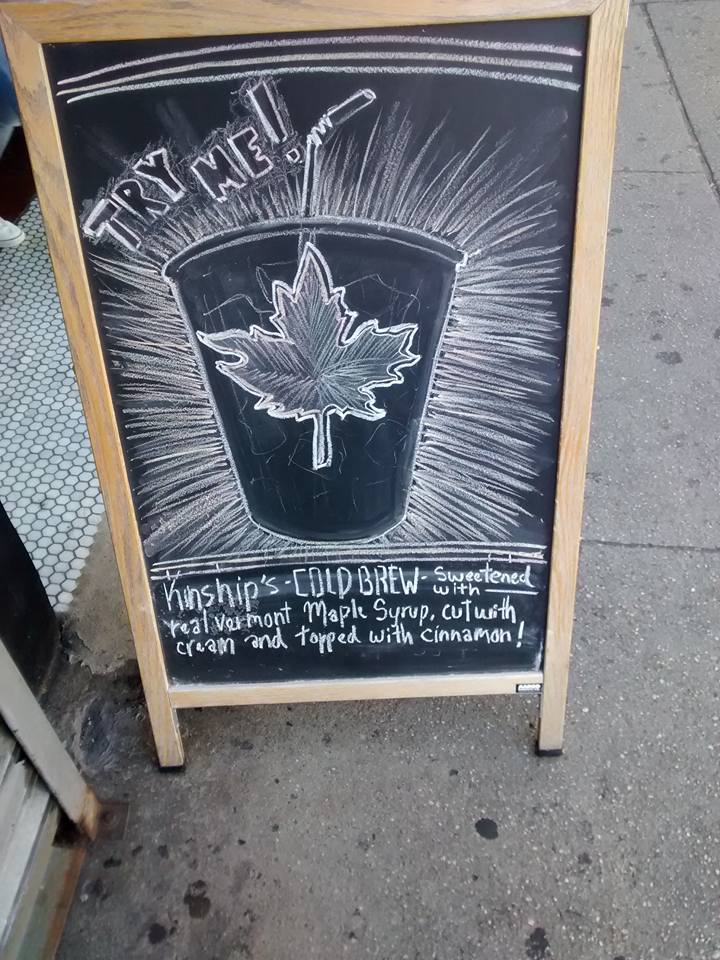 TRY ME!
Kinship's - COLD BREW - Sweetened
with
real Vermont Maple Syrup, cut with
cream and topped with cinnamon!